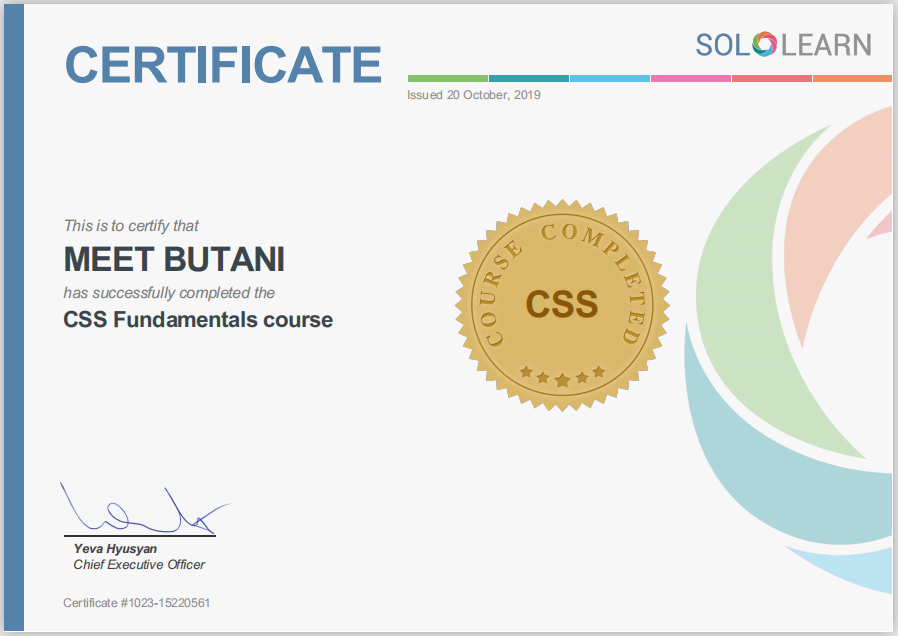 CERTIFICATE
SOLOLEARN
Issued 20 October, 2019
This is to certify that
MEET BUTANI
has successfully completed the
CSS Fundamentals course
COURSE COMPLETED
CSS
Yeva Hyusyan
Chief Executive Officer
Certificate #1023-15220561